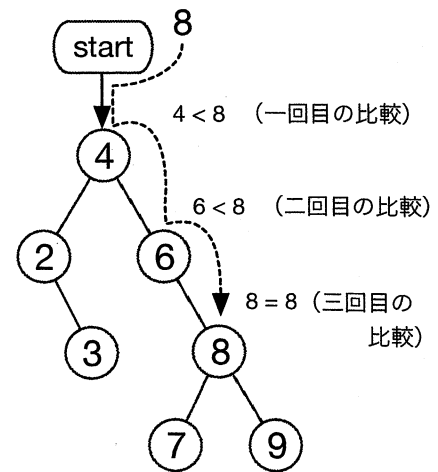 8
start
4 < 8 （一回目の比較）
4
6 < 8 （二回目の比較）
2
6
8 = 8（三回目の
比較）
3
8
7
9